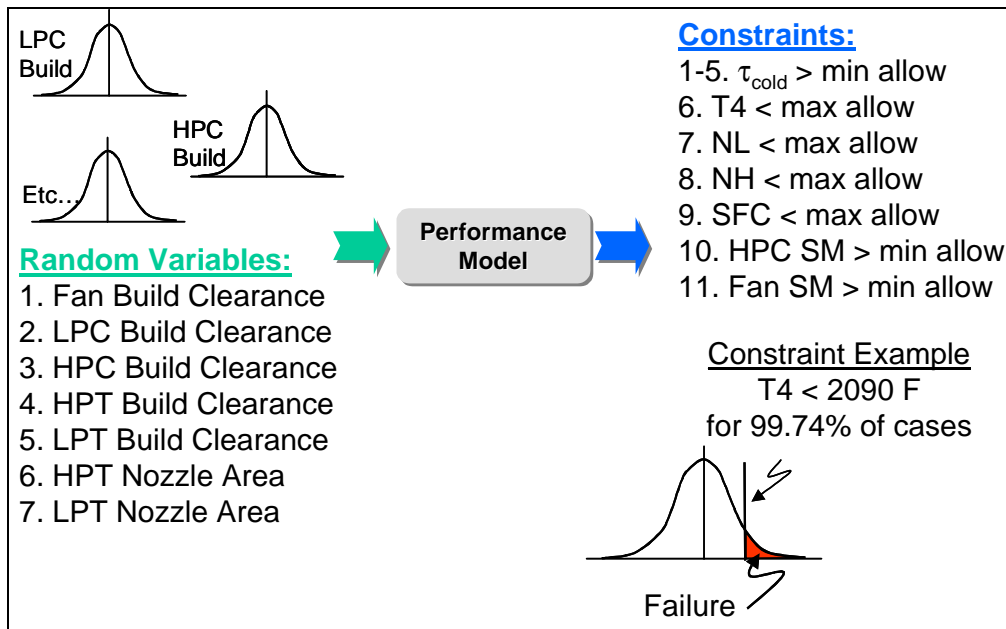 LPC
Build
HPC
Build
Etc...
Random Variables:
1. Fan Build Clearance
2. LPC Build Clearance
3. HPC Build Clearance
4. HPT Build Clearance
5. LPT Build Clearance
6. HPT Nozzle Area
7. LPT Nozzle Area
Performance
Model
Constraints:
1-5. τcold > min allow
6. T4 < max allow
7. NL < max allow
8. NH < max allow
9. SFC < max allow
10. HPC SM > min allow
11. Fan SM > min allow
Constraint Example
T4 < 2090 F
for 99.74% of cases
Failure